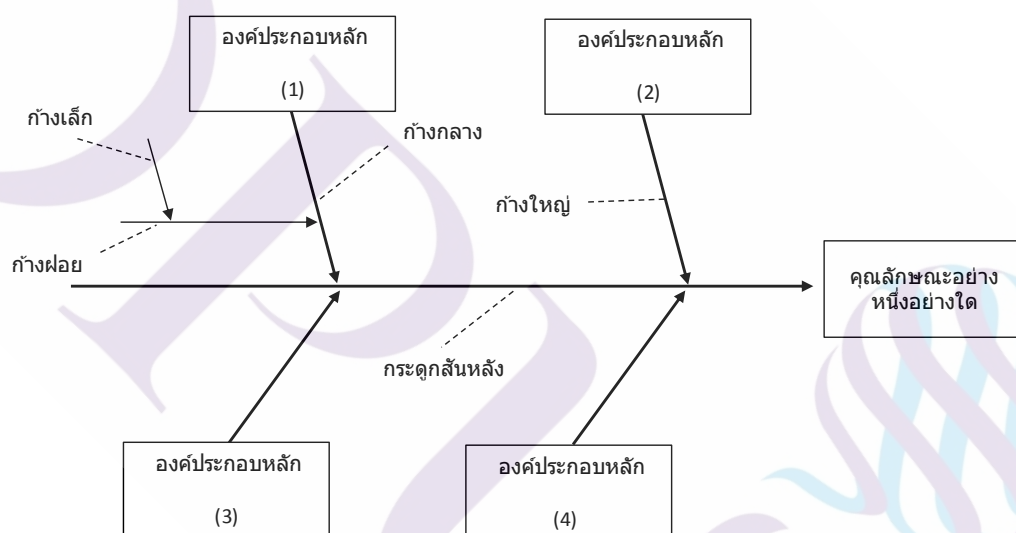 องค์ประกอบหลัก
(1)
องค์ประกอบหลัก
(2)
ก้างเล็ก
ก้างกลาง
ก้างใหญ่
ก้างฝอย
คุณลักษณะอย่าง
หนึ่งอย่างใด
กระดูกสันหลัง
องค์ประกอบหลัก
(3)
องค์ประกอบหลัก
(4)